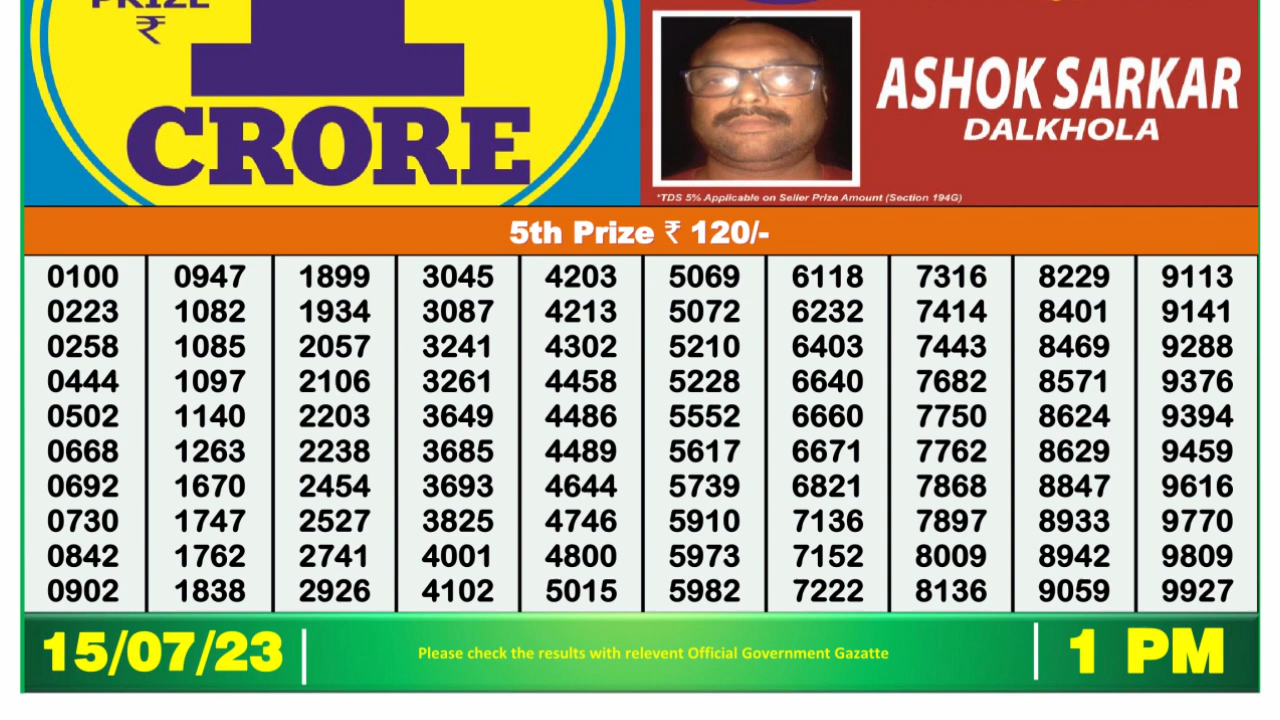 PRIZE
₹
1
CRORE
ASHOK SARKAR
DALKHOLA
*TDS 5% Applicable on Seller Prize Amount (Section 194G)
5th Prize ₹ 120/-
0100 0947 1899 3045 4203 5069 6118 7316 8229 9113
0223 1082 1934 3087 4213 5072 6232 7414 8401 9141
0258 1085 2057 3241 4302 5210 6403 7443 8469 9288
0444 1097 2106 3261 4458 5228 6640 7682 8571 9376
0502 1140 2203 3649 4486 5552 6660 7750 8624 9394
0668 1263 2238 3685 4489 5617 6671 7762 8629 9459
0692 1670 2454 3693 4644 5739 6821 7868 8847 9616
0730 1747 2527 3825 4746 5910 7136 7897 8933 9770
0842 1762 2741 4001 4800 5973 7152 8009 8942 9809
0902 1838 2926 4102 5015 5982 7222 8136 9059 9927
15/07/23
Please check the results with relevent Official Government Gazatte
1 PM